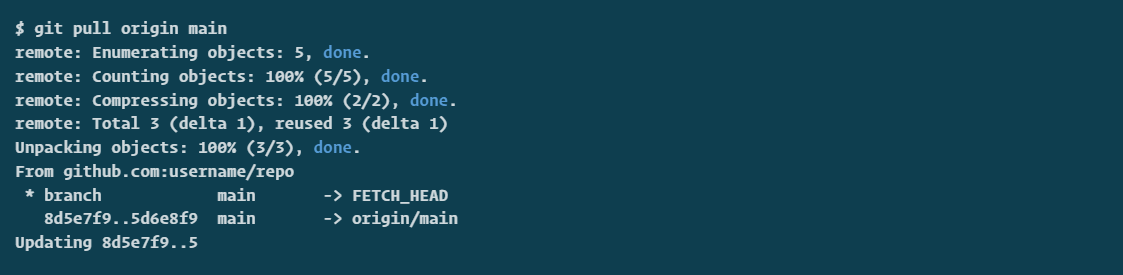 $ git pull origin main
remote: Enumerating objects: 5, done.
remote: Counting objects: 100% (5/5), done.
remote: Compressing objects: 100% (2/2), done.
remote: Total 3 (delta 1), reused 3 (delta 1)
Unpacking objects: 100% (3/3), done.
From github.com:username/repo
 * branch            main       -> FETCH_HEAD
   8d5e7f9..5d6e8f9  main       -> origin/main
Updating 8d5e7f9..5